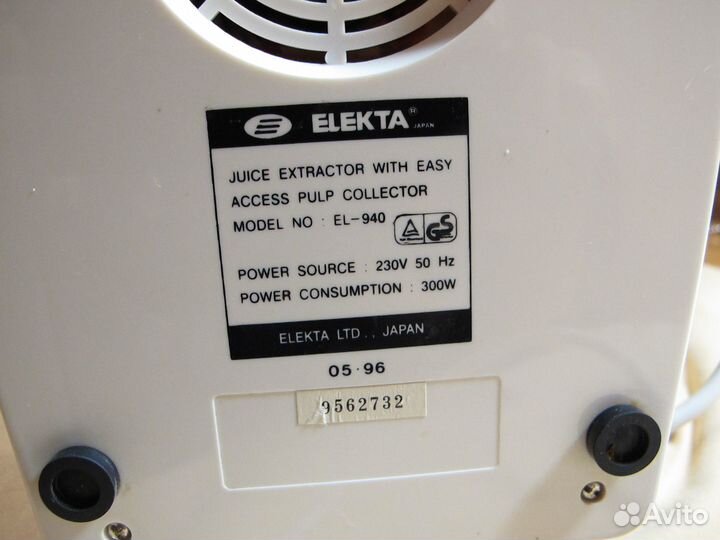 ELEKTA® JAPAN
JUICE EXTRACTOR WITH EASY
ACCESS PULP COLLECTOR
MODEL NO : EL-940 GS
POWER SOURCE : 230V 50 Hz
POWER CONSUMPTION : 300W
ELEKTA LTD., JAPAN
05·96
9562732
Avito